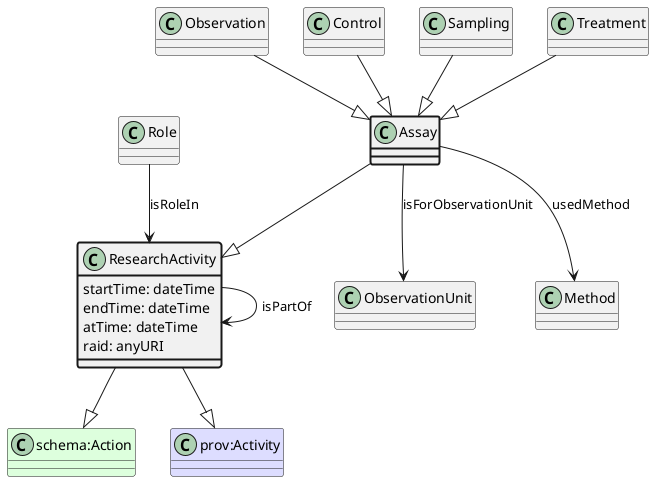 C Observation
C Control
C Sampling
C Treatment
C Role
C Assay
isRoleIn
isForObservationUnit
usedMethod
C ResearchActivity
startTime: dateTime
endTime: dateTime
atTime: dateTime
raid: anyURI
isPartOf
C ObservationUnit
C Method
C schema:Action
C prov:Activity